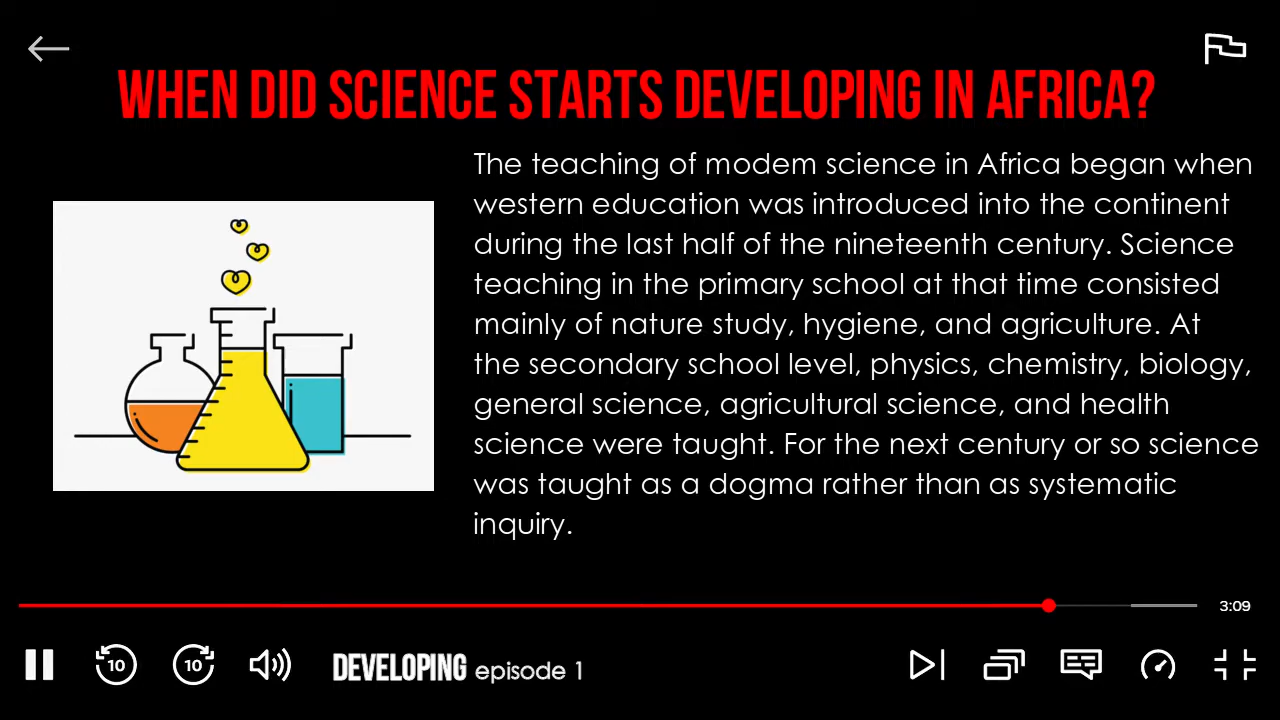 WHEN DID SCIENCE STARTS DEVELOPING IN AFRICA?
The teaching of modem science in Africa began when
western education was introduced into the continent
during the last half of the nineteenth century. Science
teaching in the primary school at that time consisted
mainly of nature study, hygiene, and agriculture. At
the secondary school level, physics, chemistry, biology,
general science, agricultural science, and health
science were taught. For the next century or so science
was taught as a dogma rather than as systematic
inquiry.
3:09
10
10
DEVELOPING episode 1